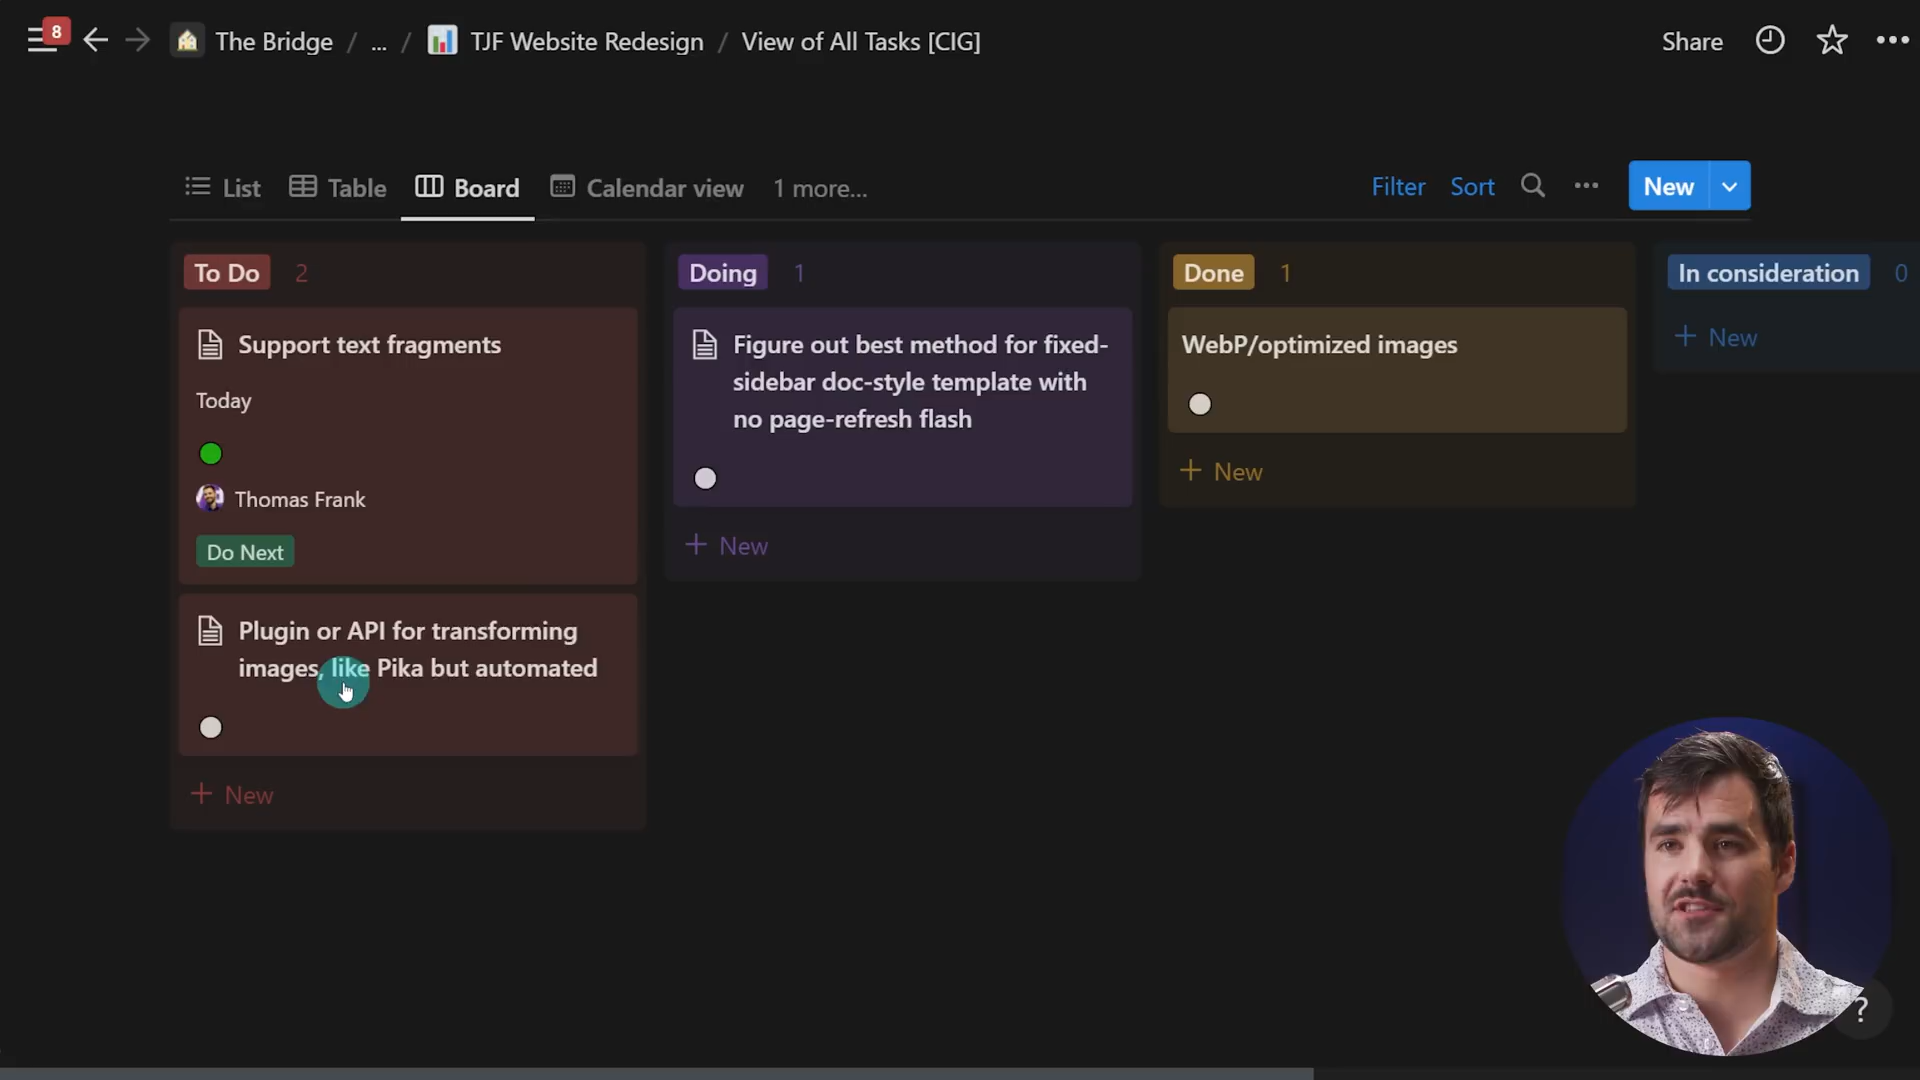 8
The Bridge / ... / TJF Website Redesign / View of All Tasks [CIG]
Share
List
Table
Board
Calendar view
1 more...
Filter
Sort
New
To Do 2
Support text fragments
Today
Thomas Frank
Do Next
Plugin or API for transforming
images, like Pika but automated
+ New
Doing 1
Figure out best method for fixed-
sidebar doc-style template with
no page-refresh flash
+ New
Done 1
WebP/optimized images
+ New
In consideration 0
+ New
?